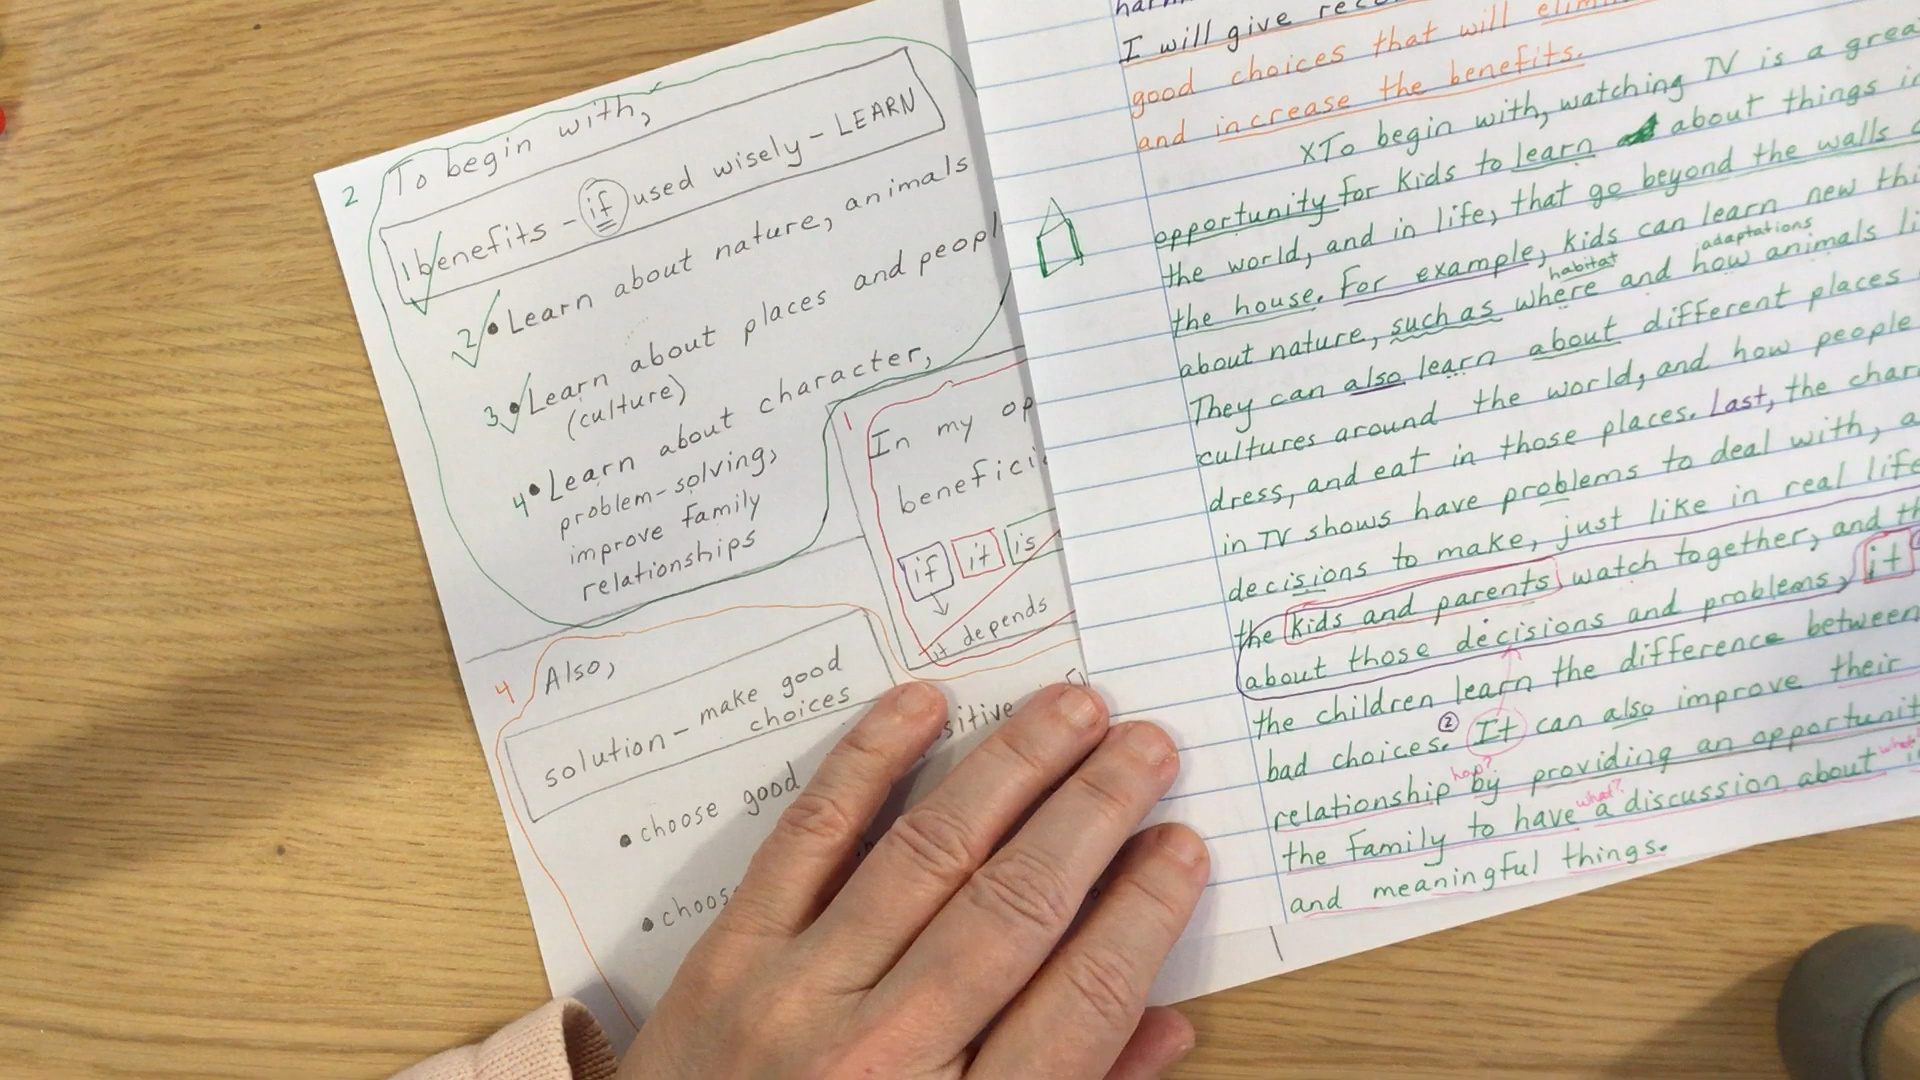 2
To begin with,
1 benefits - if used wisely - LEARN
2 • Learn about nature, animals
3 • Learn about places and peopl
(culture)
4 • Learn about character,
problem-solving,
improve family
relationships
1
In my op
benefici
if it is
it depends
4
Also,
solution - make good
choices
sitive
• choose good
• choos
I will give
good choices that will
and increase the benefits.
xTo begin with, watching TV is a grea
opportunity for kids to learn about things in
the world, and in life, that go beyond the walls
the house. For example, kids can learn new thi
habitat adaptations
about nature, such as where and how animals li
They can also learn about different places
cultures around the world, and how people
dress, and eat in those places. Last, the char
in TV shows have problems to deal with, a
decisions to make, just like in real life
the kids and parents watch together, and th
about those decisions and problems, it
the children learn the difference between
bad choices. ② It can also improve their
how? what?
relationship by providing an opportunit
what?
the family to have a discussion about i
and meaningful things.